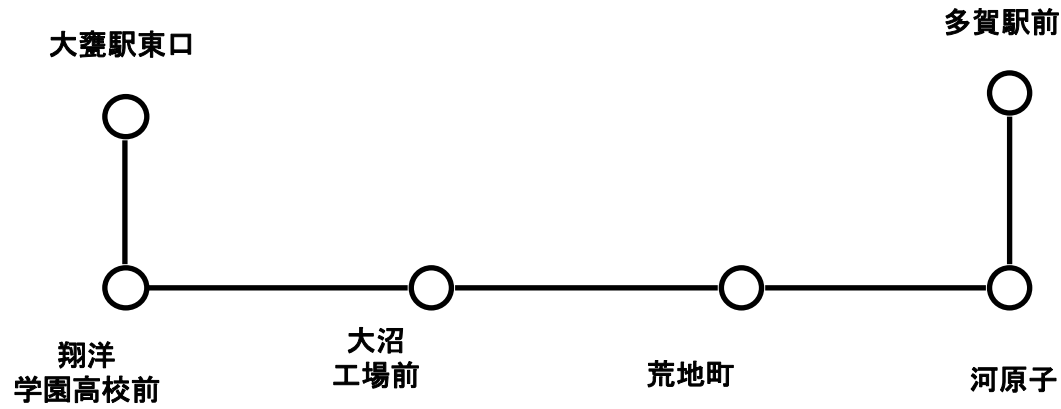 大甕駅東口
多賀駅前
翔洋
学園高校前
大沼
工場前
荒地町
河原子